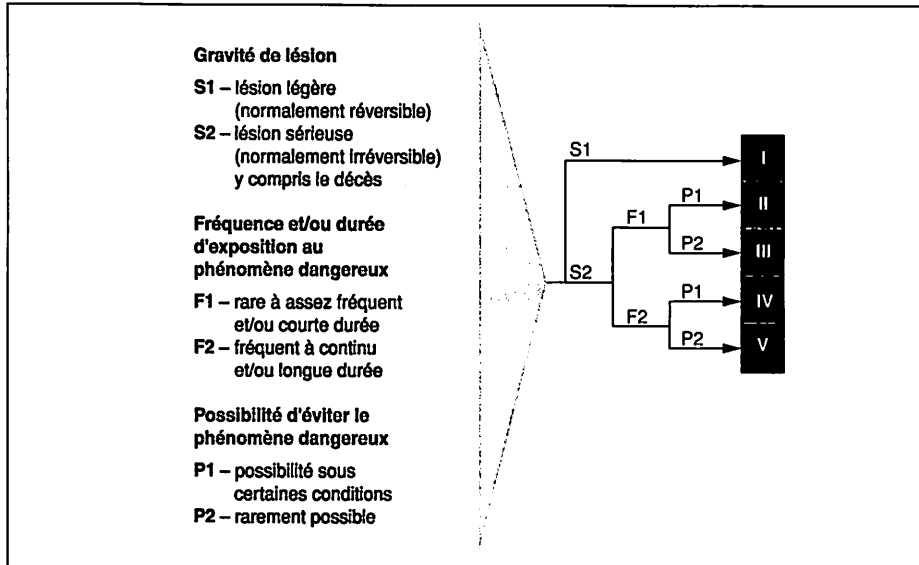 Gravité de lésion
S1 – lésion légère
(normalement réversible)
S2 – lésion sérieuse
(normalement irréversible)
y compris le décès
Fréquence et/ou durée
d'exposition au
phénomène dangereux
F1 – rare à assez fréquent
et/ou courte durée
F2 – fréquent à continu
et/ou longue durée
Possibilité d'éviter le
phénomène dangereux
P1 – possibilité sous
certaines conditions
P2 – rarement possible
S1
I
P1
II
F1
P2
III
S2
P1
IV
F2
P2
V